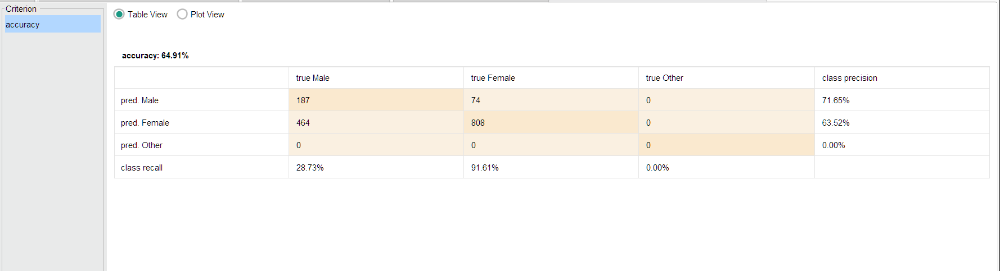 Criterion
accuracy
Table View Plot View
accuracy: 64.91%
true Male true Female true Other class precision
pred. Male 187 74 0 71.65%
pred. Female 464 808 0 63.52%
pred. Other 0 0 0 0.00%
class recall 28.73% 91.61% 0.00%